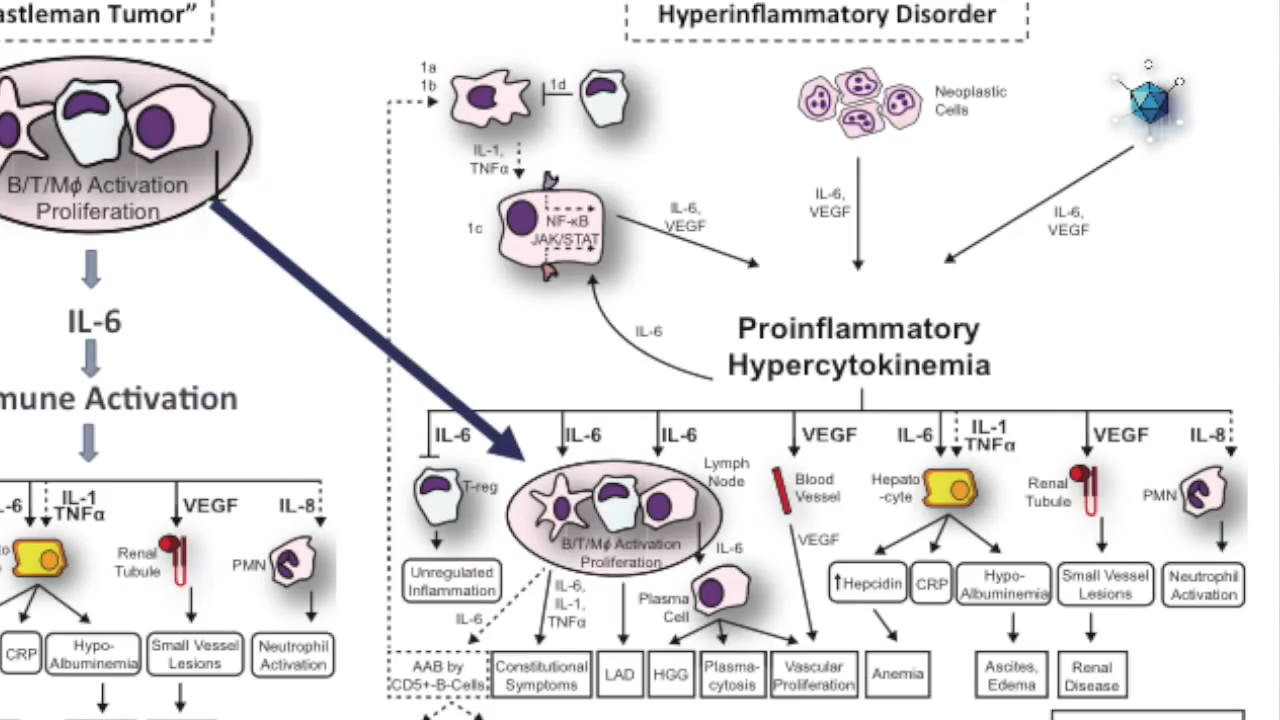 astleman Tumor”
B/T/Mϕ Activation
Proliferation
IL-6
mune Activation
-6
IL-1
TNFα
VEGF
IL-8
Renal
Tubule
PMN
CRP
Hypo-
Albuminemia
Small Vessel
Lesions
Neutrophil
Activation
Hyperinflammatory Disorder
1a
1b
1d
IL-1,
TNFα
1c
NF-κB
JAK/STAT
IL-6,
VEGF
Neoplastic
Cells
IL-6,
VEGF
IL-6,
VEGF
IL-6
Proinflammatory
Hypercytokinemia
IL-6
IL-6
IL-6
VEGF
IL-6
IL-1
TNFα
VEGF
IL-8
T-reg
Lymph
Node
Blood
Vessel
Hepato
-cyte
Renal
Tubule
PMN
B/T/Mϕ Activation
Proliferation
IL-6
VEGF
Unregulated
Inflammation
Plasma
Cell
↑Hepcidin
CRP
Hypo-
Albuminemia
Small Vessel
Lesions
Neutrophil
Activation
IL-6
IL-6,
IL-1,
TNFα
AAB by
CD5+-B-Cells
Constitutional
Symptoms
LAD
HGG
Plasma-
cytosis
Vascular
Proliferation
Anemia
Ascites,
Edema
Renal
Disease